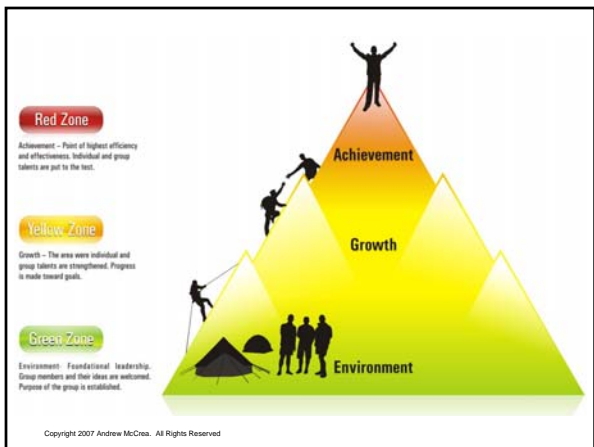 Red Zone
Achievement – Point of highest efficiency
and effectiveness. Individual and group
talents are put to the test.
Yellow Zone
Growth – The area were individual and
group talents are strengthened. Progress
is made toward goals.
Green Zone
Environment- Foundational leadership.
Group members and their ideas are welcomed.
Purpose of the group is established.
Achievement
Growth
Environment
Copyright 2007 Andrew McCrea. All Rights Reserved